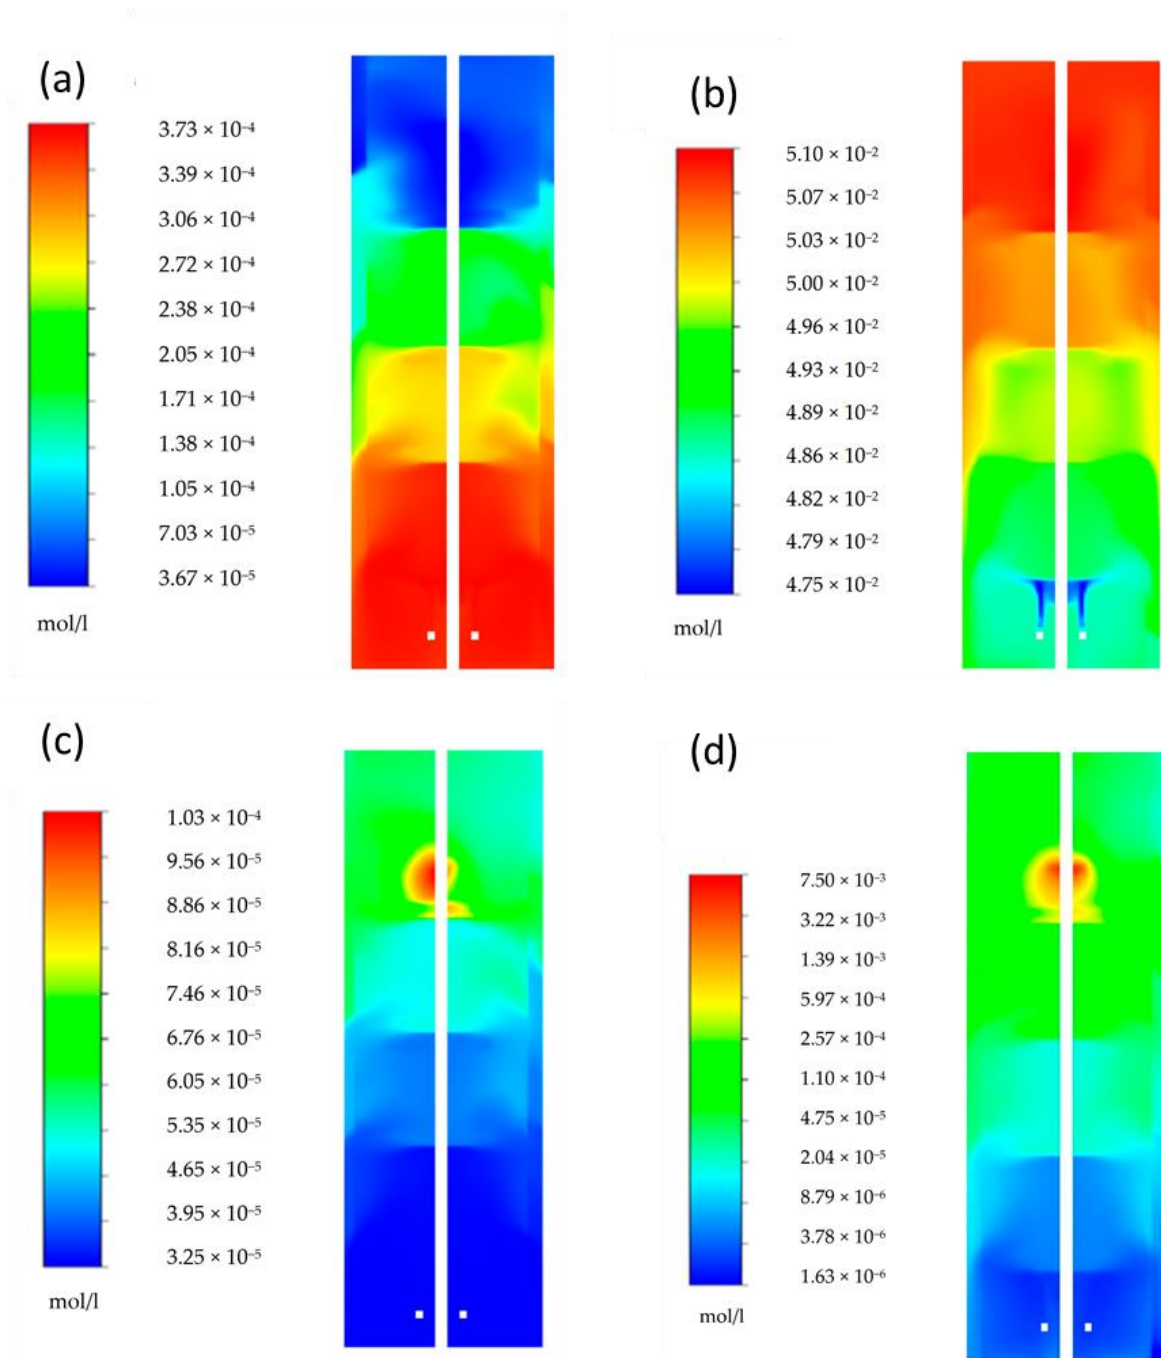 (a)
3.73 × 10⁻⁴
3.39 × 10⁻⁴
3.06 × 10⁻⁴
2.72 × 10⁻⁴
2.38 × 10⁻⁴
2.05 × 10⁻⁴
1.71 × 10⁻⁴
1.38 × 10⁻⁴
1.05 × 10⁻⁴
7.03 × 10⁻⁵
3.67 × 10⁻⁵
mol/l
(b)
5.10 × 10⁻²
5.07 × 10⁻²
5.03 × 10⁻²
5.00 × 10⁻²
4.96 × 10⁻²
4.93 × 10⁻²
4.89 × 10⁻²
4.86 × 10⁻²
4.82 × 10⁻²
4.79 × 10⁻²
4.75 × 10⁻²
mol/l
(c)
1.03 × 10⁻⁴
9.56 × 10⁻⁵
8.86 × 10⁻⁵
8.16 × 10⁻⁵
7.46 × 10⁻⁵
6.76 × 10⁻⁵
6.05 × 10⁻⁵
5.35 × 10⁻⁵
4.65 × 10⁻⁵
3.95 × 10⁻⁵
3.25 × 10⁻⁵
mol/l
(d)
7.50 × 10⁻³
3.22 × 10⁻³
1.39 × 10⁻³
5.97 × 10⁻⁴
2.57 × 10⁻⁴
1.10 × 10⁻⁴
4.75 × 10⁻⁵
2.04 × 10⁻⁵
8.79 × 10⁻⁶
3.78 × 10⁻⁶
1.63 × 10⁻⁶
mol/l